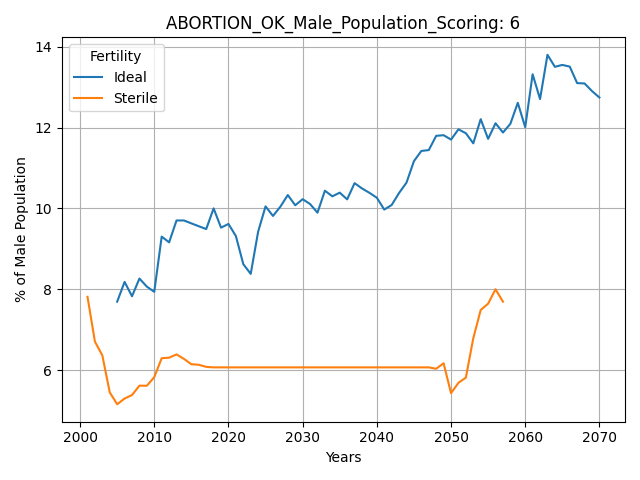 ABORTION_OK_Male_Population_Scoring: 6
Fertility
Ideal
Sterile
% of Male Population
14
12
10
8
6
2000 2010 2020 2030 2040 2050 2060 2070
Years